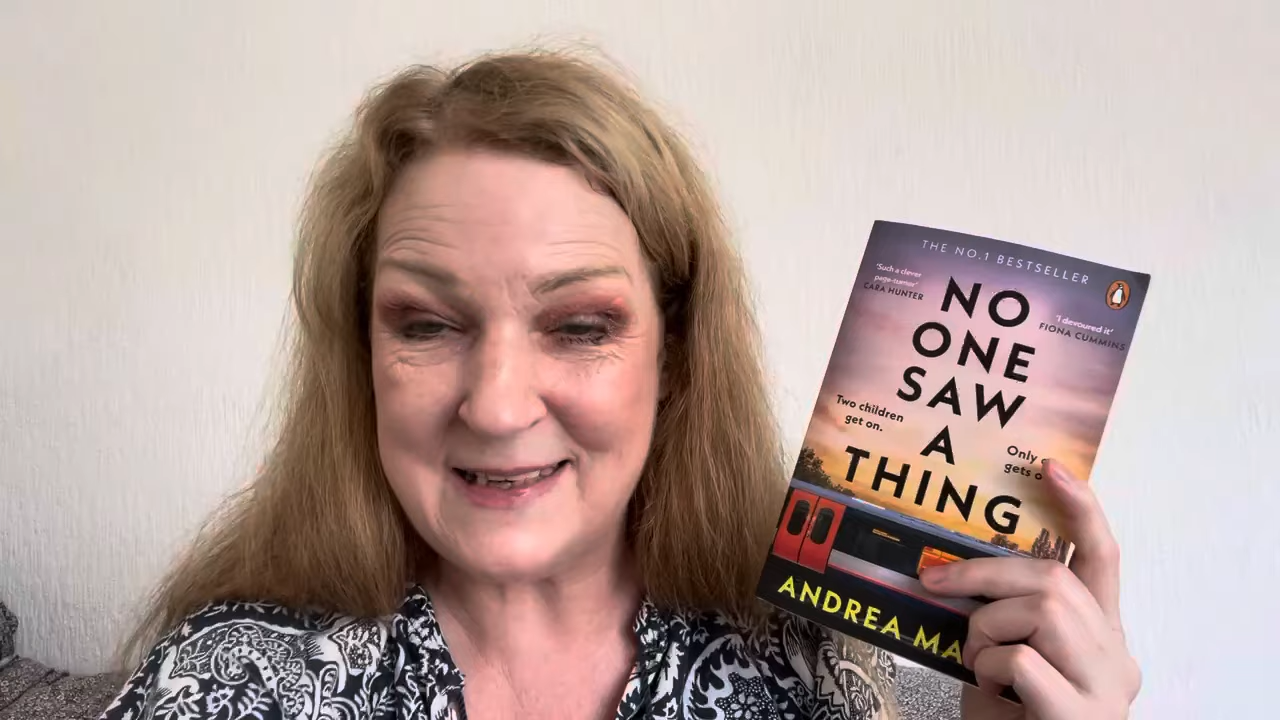 THE NO.1 BESTSELLER
'Such a clever
page-turner'
CARA HUNTER
'I devoured it'
FIONA CUMMINS
NO
ONE
SAW
A
THING
Two children
get on.
Only
gets
ANDREA